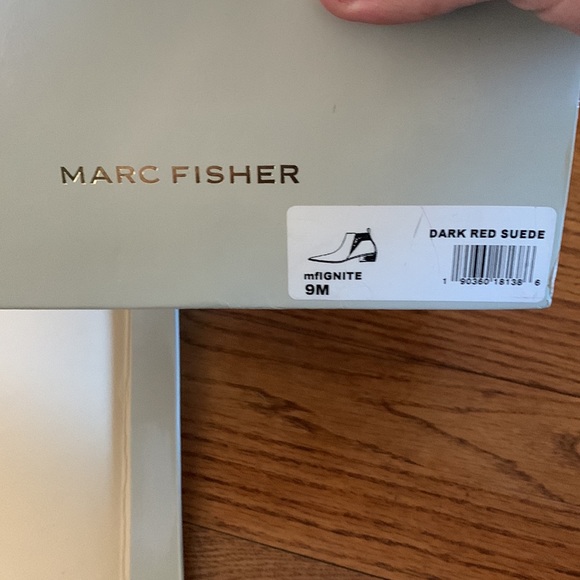 MARC FISHER
DARK RED SUEDE
mfIGNITE
9M
1 90360 18138 6